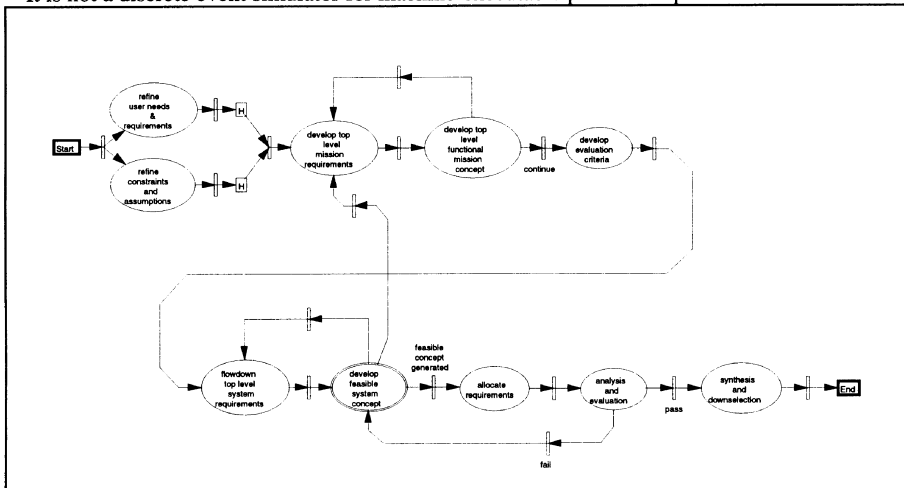 refine
user needs
&
requirements
H
Start
refine
constraints
and
assumptions
H
develop top
level
mission
requirements
develop top
level
functional
mission
concept
continue
develop
evaluation
criteria
flowdown
top level
system
requirements
develop
feasible
system
concept
feasible
concept
generated
allocate
requirements
analysis
and
evaluation
pass
fail
synthesis
and
downselection
End